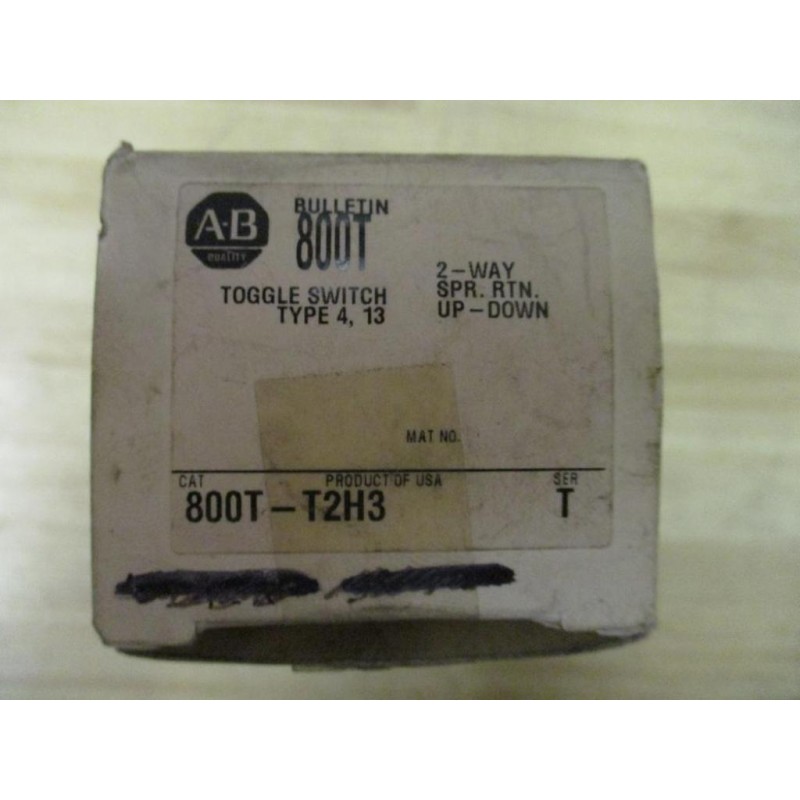 A-B
QUALITY
BULLETIN
800T
TOGGLE SWITCH
TYPE 4, 13
2-WAY
SPR. RTN.
UP-DOWN
MAT NO.
CAT PRODUCT OF USA SER
800T-T2H3 T